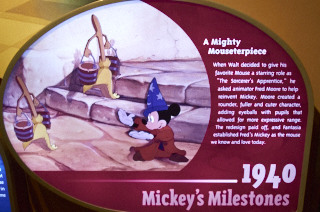 A Mighty
Mouseterpiece
When Walt decided to give his
favorite Mouse a starring role as
"The Sorcerer's Apprentice," he
asked animator Fred Moore to help
reinvent Mickey. Moore created a
rounder, fuller and cuter character,
adding eyeballs with pupils that
allowed for more expressive range.
The redesign paid off, and Fantasia
established Fred's Mickey as the mouse
we know and love today.
1940
Mickey's Milestones